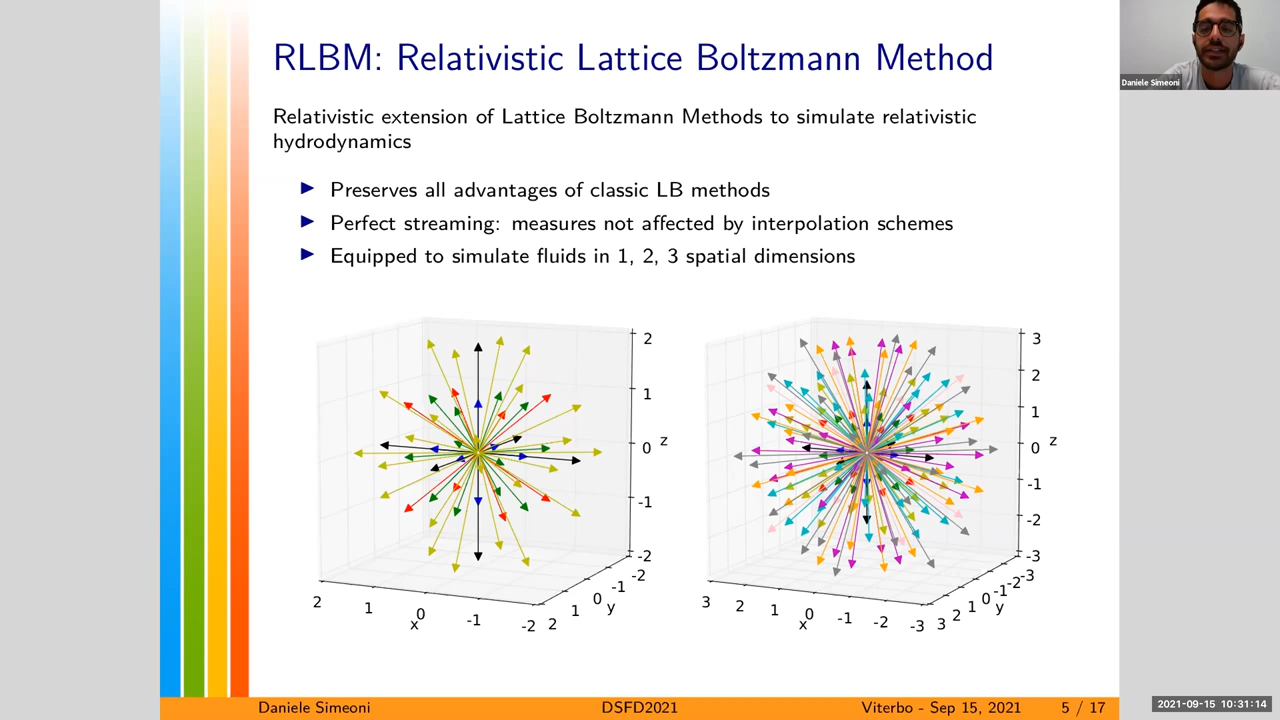 RLBM: Relativistic Lattice Boltzmann Method
Daniele Simeoni
Relativistic extension of Lattice Boltzmann Methods to simulate relativistic
hydrodynamics
Preserves all advantages of classic LB methods
Perfect streaming: measures not affected by interpolation schemes
Equipped to simulate fluids in 1, 2, 3 spatial dimensions
2
1
0
-1
-2
z
2
1
0
-1
-2
x
2
1
0
-1
-2
y
3
2
1
0
-1
-2
-3
z
3
2
1
0
-1
-2
-3
x
3
2
1
0
-1
-2
-3
y
Daniele Simeoni DSFD2021 Viterbo - Sep 15, 2021 5 / 17
2021-09-15 10:31:14